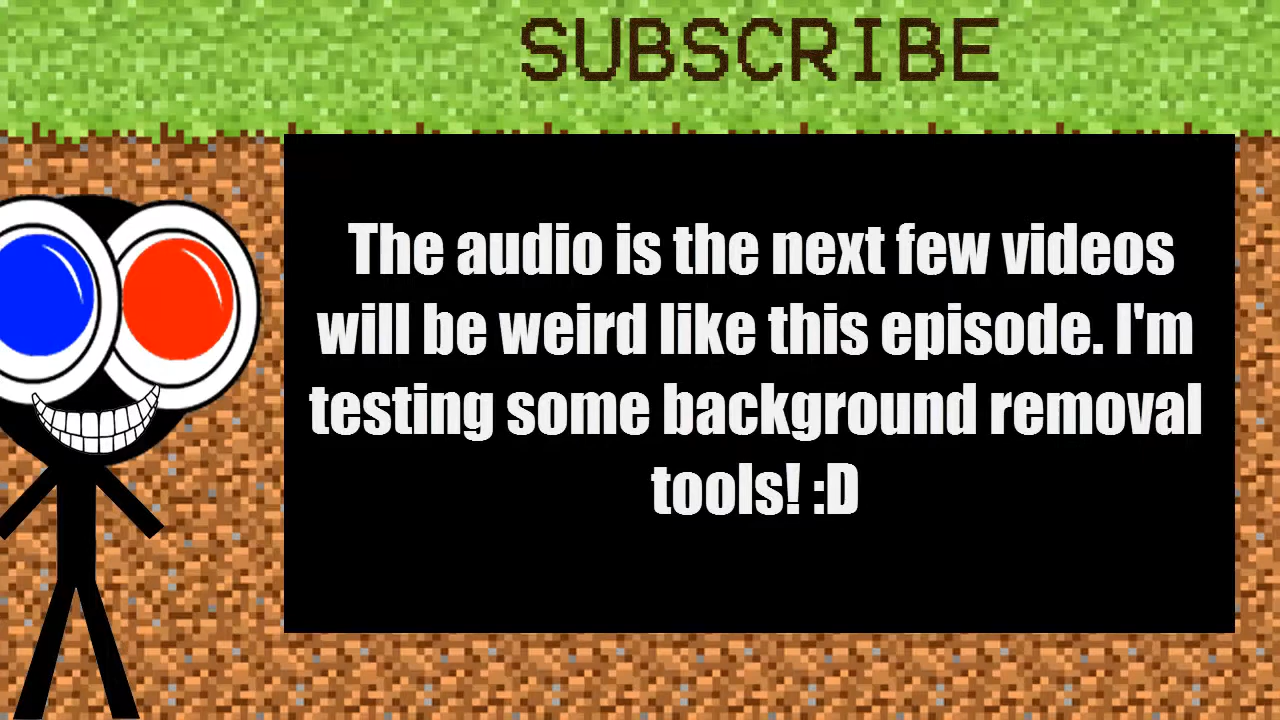 SUBSCRIBE
The audio is the next few videos
will be weird like this episode. I'm
testing some background removal
tools! :D